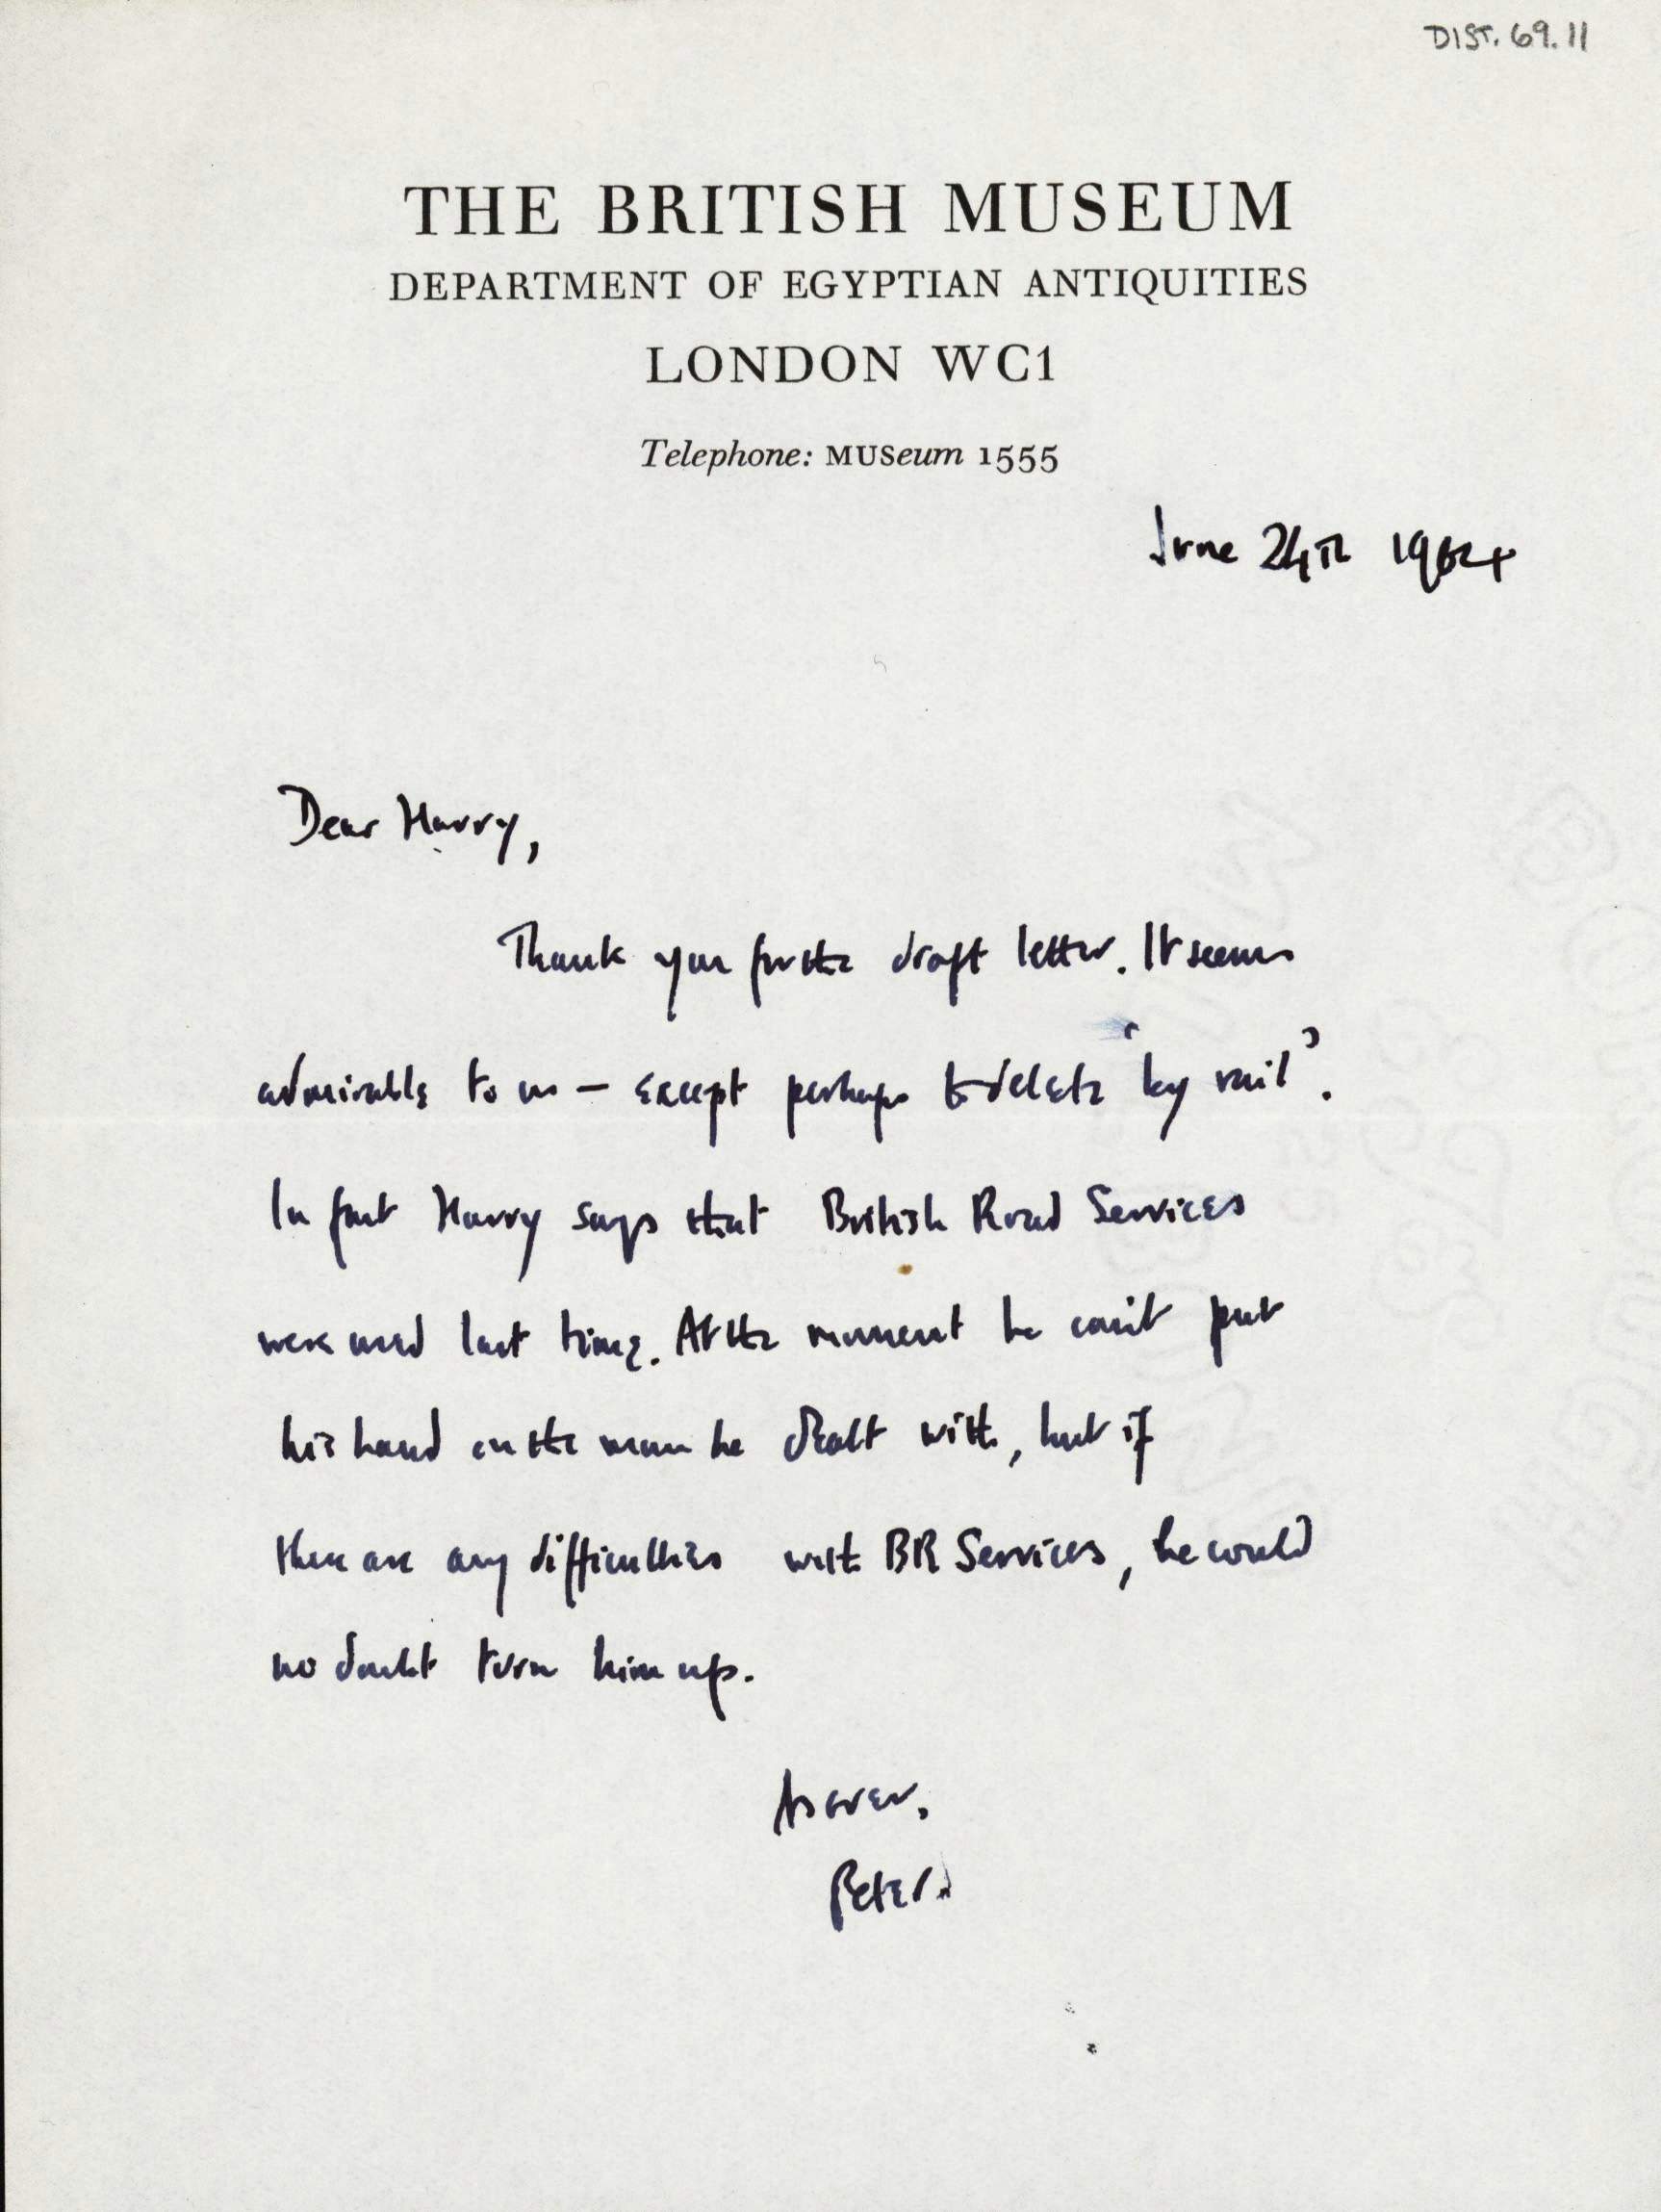 DIST. 69.11
THE BRITISH MUSEUM
DEPARTMENT OF EGYPTIAN ANTIQUITIES
LONDON WC1
Telephone: MUSeum 1555
June 24th 1964
Dear Harry,
Thank you for the draft letter. It seems
admirable to me — except perhaps to delete 'by rail'.
In fact Harry says that British Road Services
were used last time. At the moment he can't put
his hand on the man he dealt with, but if
there are any difficulties with BR Services, he could
no doubt turn him up.
As ever,
Peter.